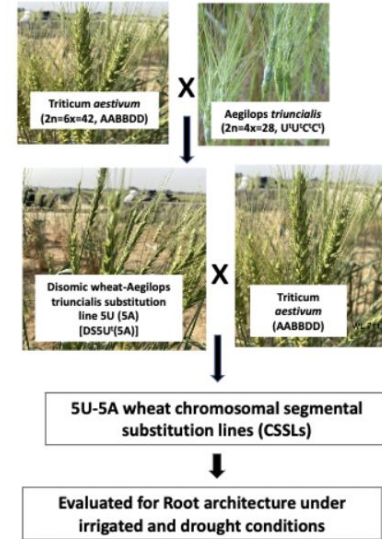 Triticum aestivum
(2n=6x=42, AABBDD)
X
Aegilops triuncialis
(2n=4x=28, UᵗUᵗCᵗCᵗ)
Disomic wheat-Aegilops
triuncialis substitution
line 5U (5A)
[DS5Uᵗ(5A)]
X
Triticum
aestivum
(AABBDD)
5U-5A wheat chromosomal segmental
substitution lines (CSSLs)
Evaluated for Root architecture under
irrigated and drought conditions